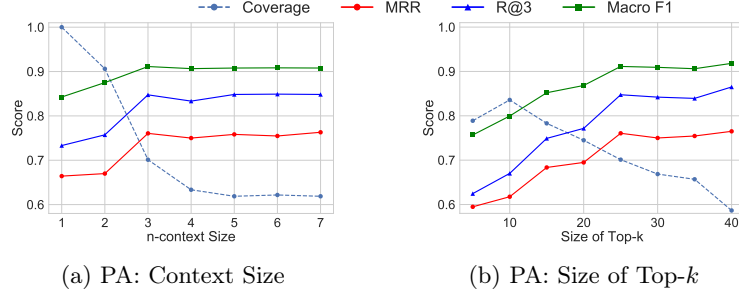 Coverage MRR R@3 Macro F1
1.0
0.9
0.8
0.7
0.6
Score
1 2 3 4 5 6 7
n-context Size
(a) PA: Context Size
1.0
0.9
0.8
0.7
0.6
Score
10 20 30 40
Size of Top-k
(b) PA: Size of Top-k